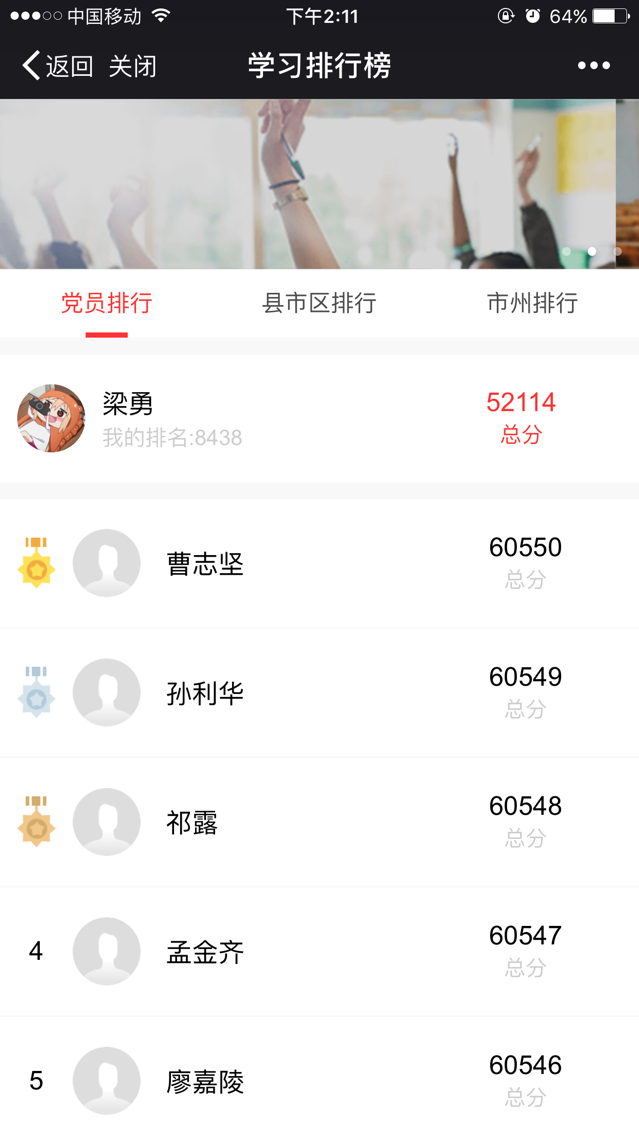 中国移动 下午2:11 64%
返回 关闭 学习排行榜
党员排行 县市区排行 市州排行
梁勇 52114
我的排名:8438 总分
曹志坚 60550
总分
孙利华 60549
总分
祁露 60548
总分
4 孟金齐 60547
总分
5 廖嘉陵 60546
总分